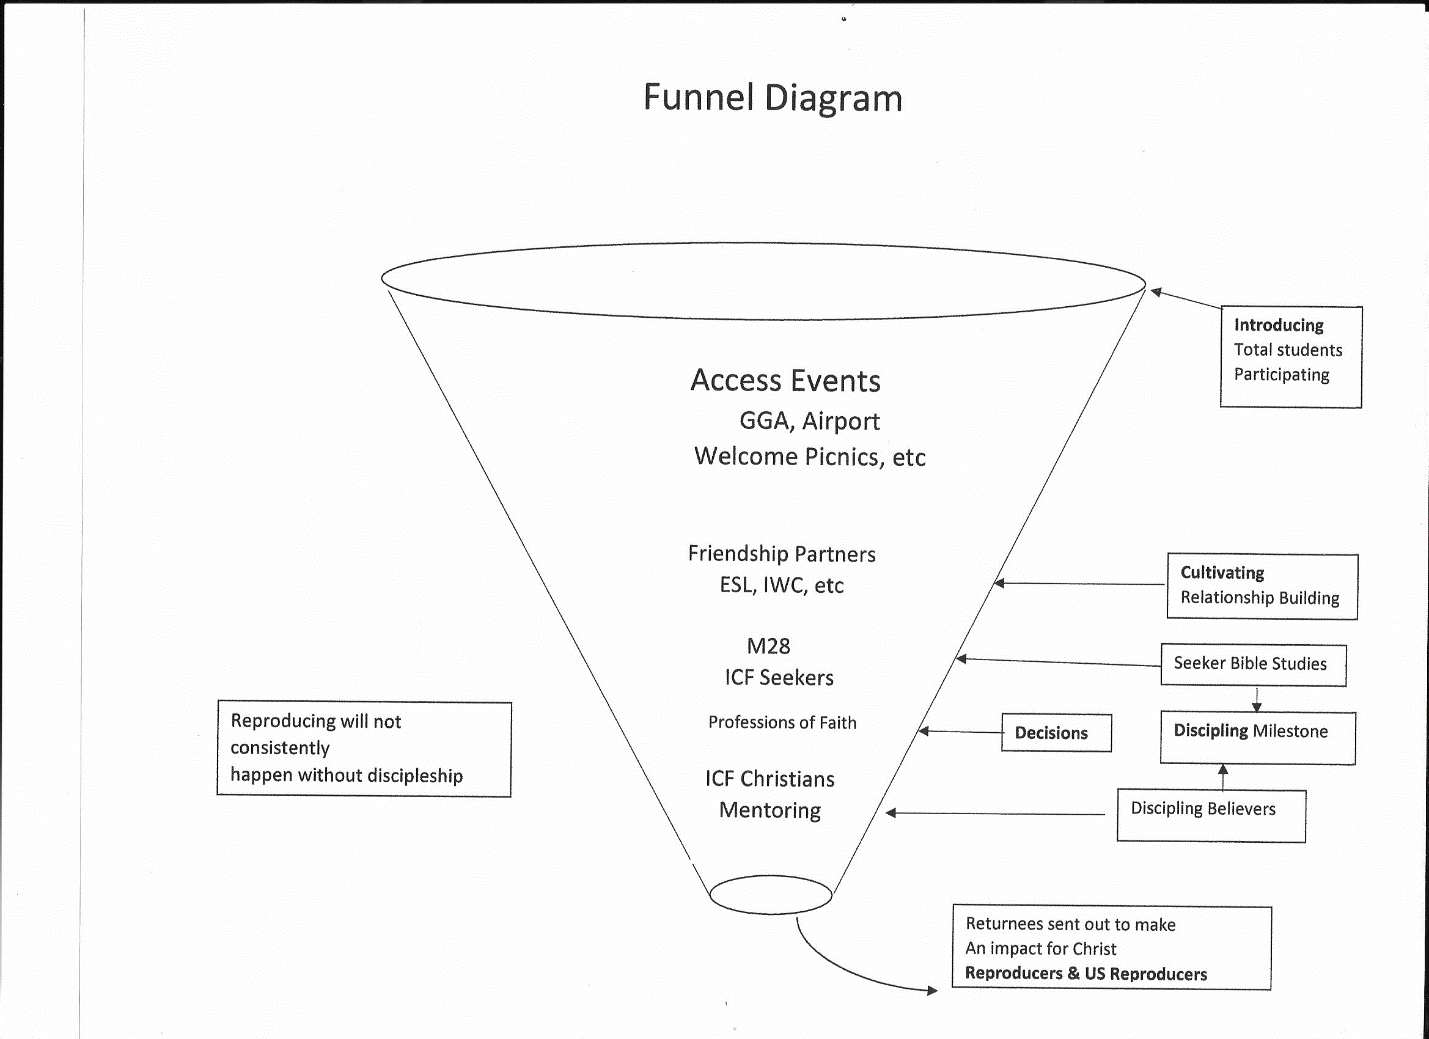 Funnel Diagram
Introducing
Total students
Participating
Access Events
GGA, Airport
Welcome Picnics, etc
Friendship Partners
ESL, IWC, etc
Cultivating
Relationship Building
M28
ICF Seekers
Seeker Bible Studies
Professions of Faith
Decisions
Discipling Milestone
Reproducing will not
consistently
happen without discipleship
ICF Christians
Mentoring
Discipling Believers
Returnees sent out to make
An impact for Christ
Reproducers & US Reproducers